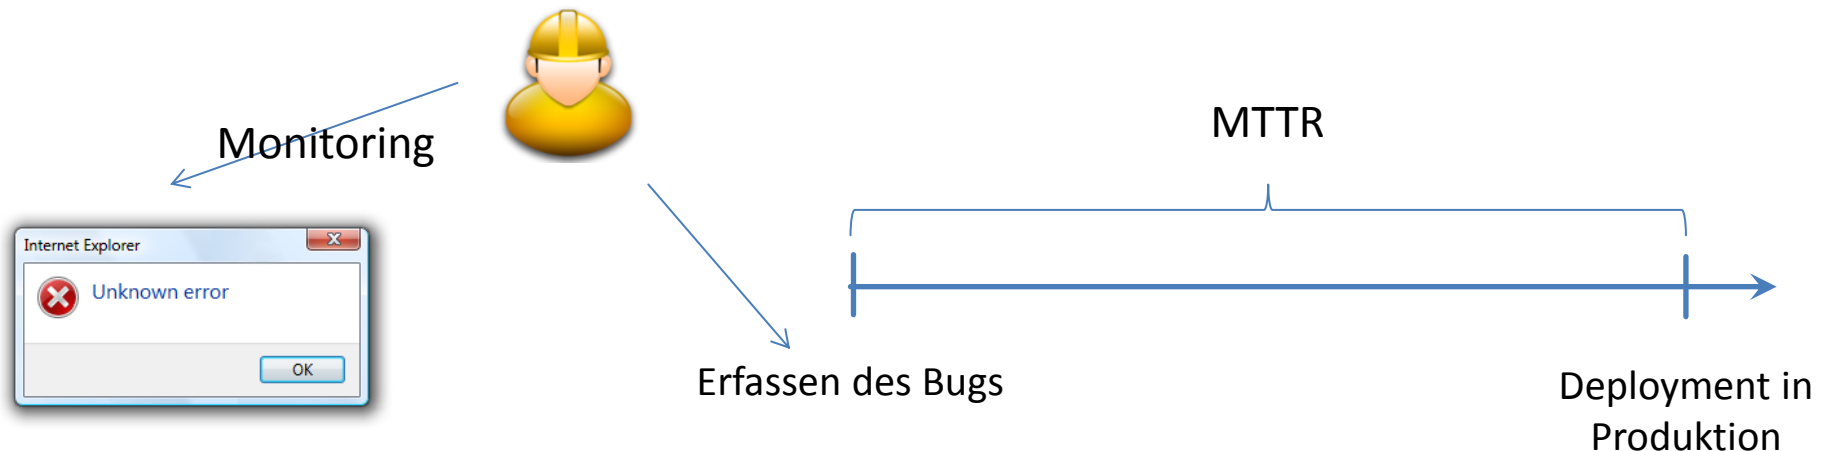 Monitoring
MTTR
Internet Explorer
Unknown error
OK
Erfassen des Bugs
Deployment in
Produktion